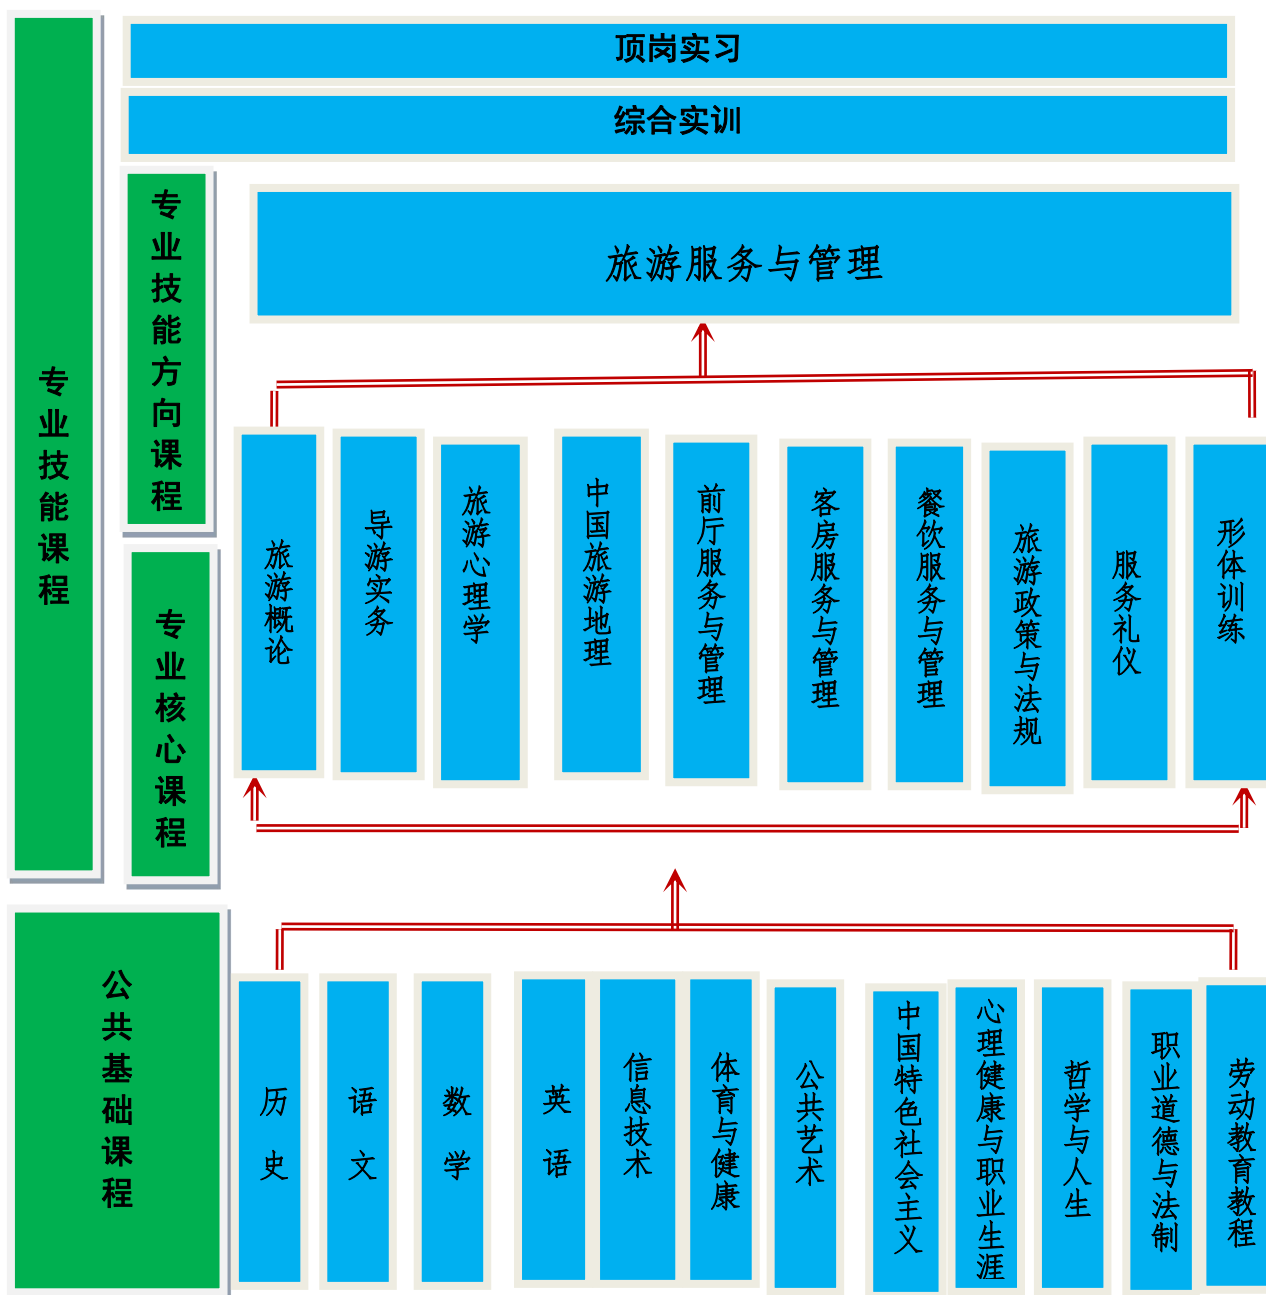 顶岗实习
综合实训
专业技能课程
专业技能方向课程
旅游服务与管理
专业核心课程
旅游概论
导游实务
旅游心理学
中国旅游地理
前厅服务与管理
客房服务与管理
餐饮服务与管理
旅游政策与法规
服务礼仪
形体训练
公共基础课程
历史
语文
数学
英语
信息技术
体育与健康
公共艺术
中国特色社会主义
心理健康与职业生涯
哲学与人生
职业道德与法制
劳动教育教程